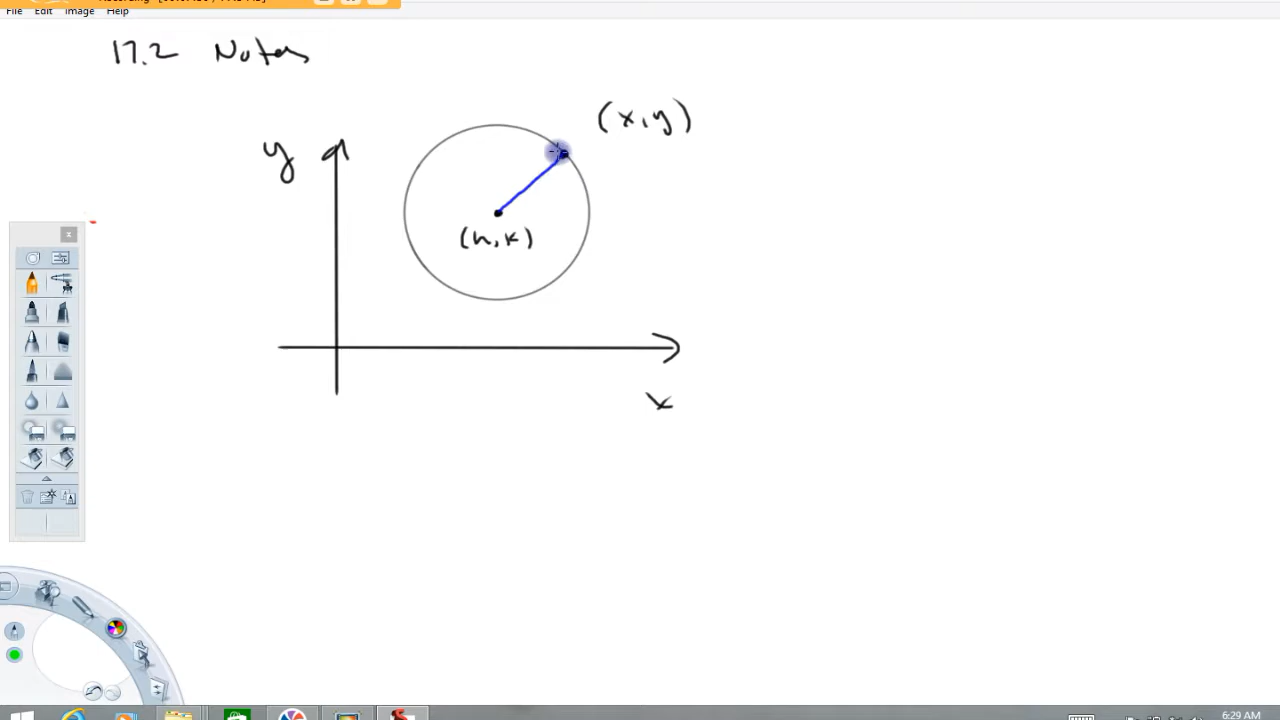 File Edit Image Help
17.2 Notes
(x,y)
y
(h,k)
x
6:29 AM